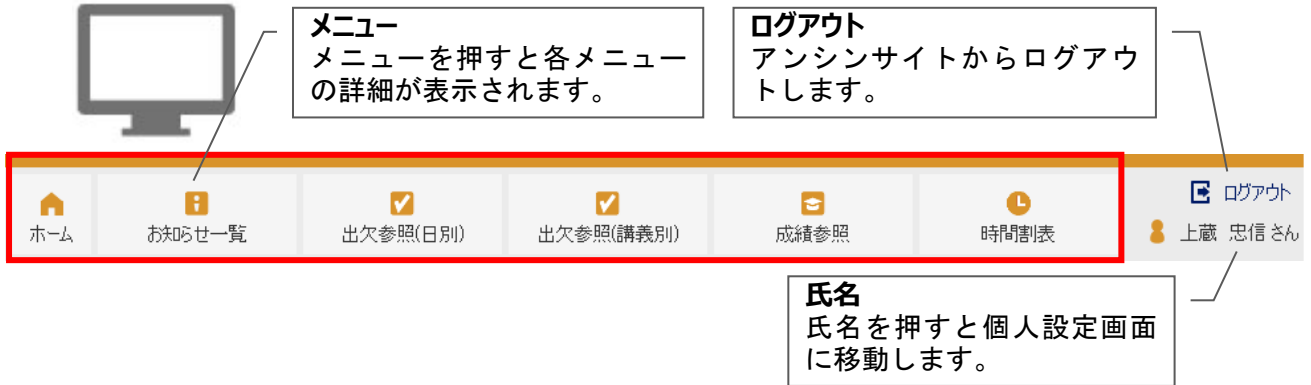 メニュー
メニューを押すと各メニュー
の詳細が表示されます。
ログアウト
アンシンサイトからログアウ
トします。
ホーム
お知らせ一覧
出欠参照(日別)
出欠参照(講義別)
成績参照
時間割表
ログアウト
上蔵 忠信さん
氏名
氏名を押すと個人設定画面
に移動します。